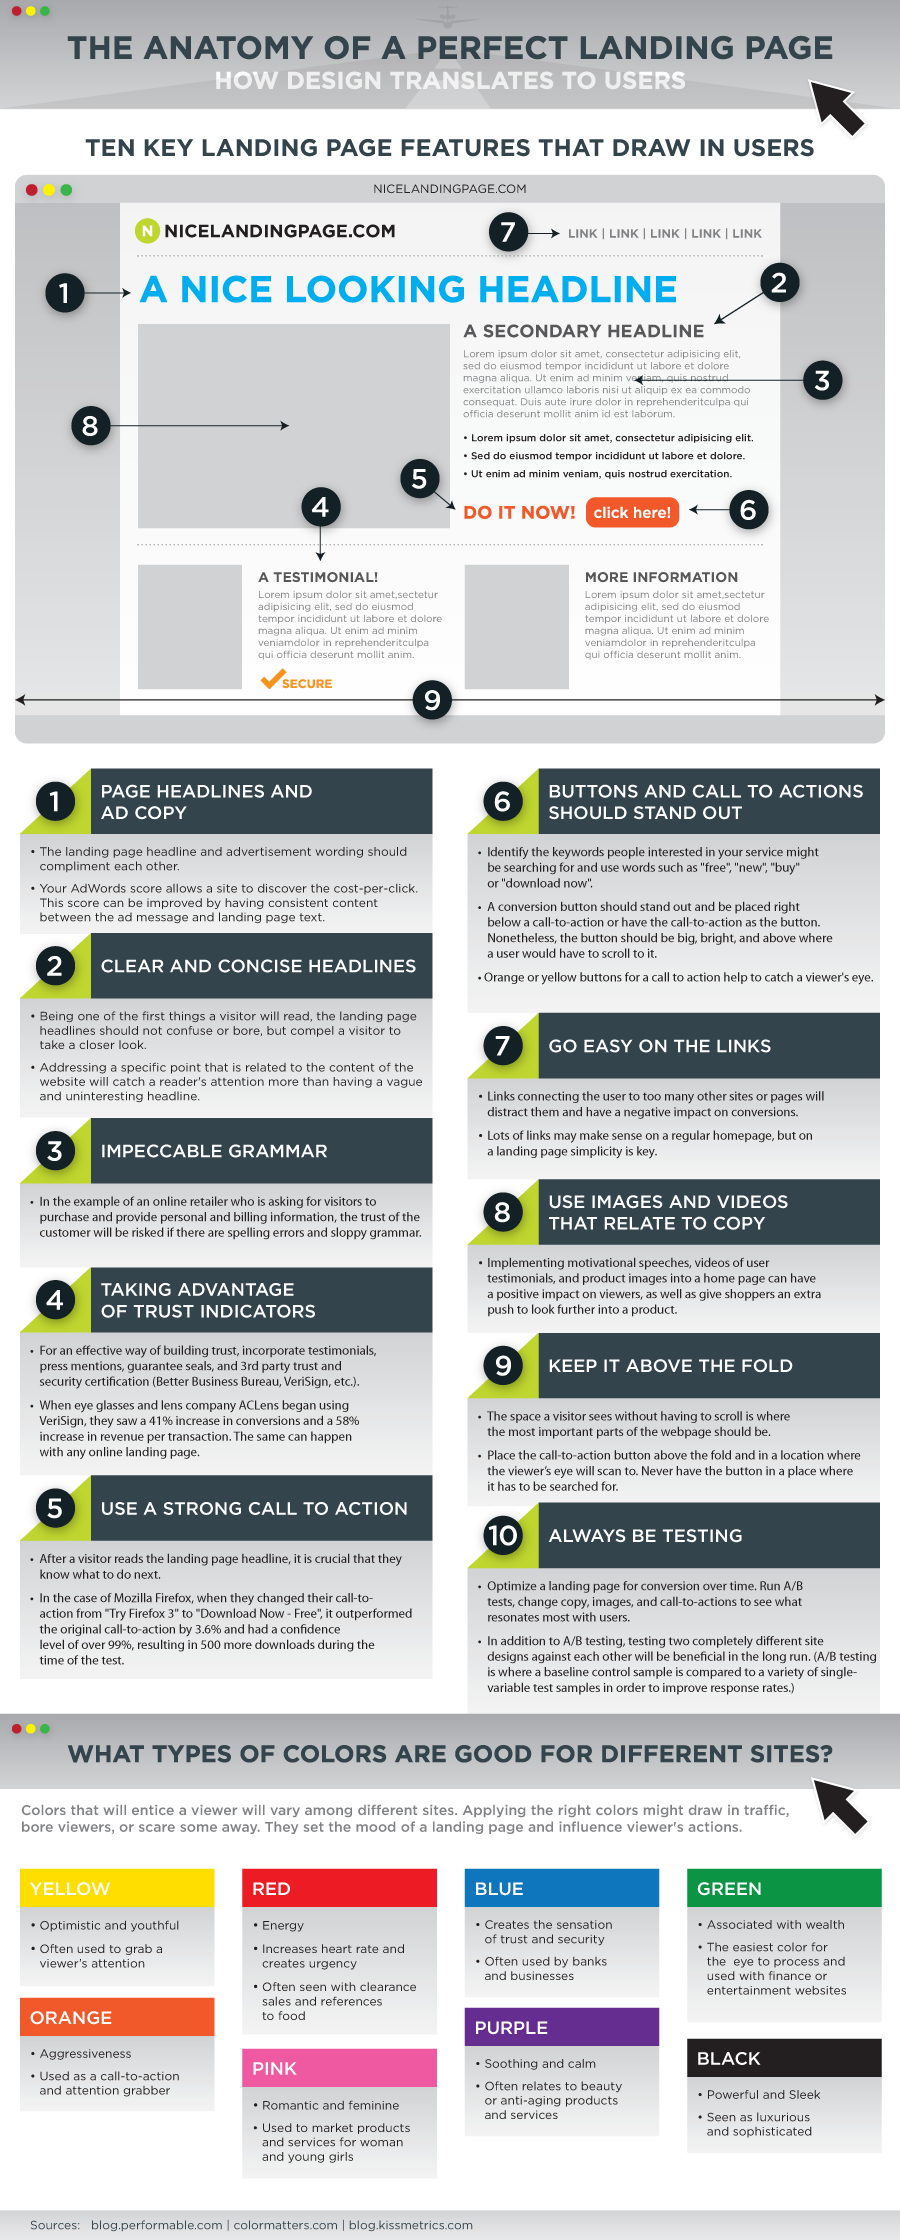 THE ANATOMY OF A PERFECT LANDING PAGE
HOW DESIGN TRANSLATES TO USERS
TEN KEY LANDING PAGE FEATURES THAT DRAW IN USERS
NICELANDINGPAGE.COM
N NICELANDINGPAGE.COM
7
LINK | LINK | LINK | LINK | LINK
1
A NICE LOOKING HEADLINE
2
A SECONDARY HEADLINE
Lorem ipsum dolor sit amet, consectetur adipisicing elit,
sed do eiusmod tempor incididunt ut labore et dolore
magna aliqua. Ut enim ad minim veniam, quis nostrud
exercitation ullamco laboris nisi ut aliquip ex ea commodo
consequat. Duis aute irure dolor in reprehenderitculpa qui
officia deserunt mollit anim id est laborum.
3
8
• Lorem ipsum dolor sit amet, consectetur adipisicing elit.
• Sed do eiusmod tempor incididunt ut labore et dolore.
• Ut enim ad minim veniam, quis nostrud exercitation.
5
4
DO IT NOW!
click here!
6
A TESTIMONIAL!
Lorem ipsum dolor sit amet,sectetur
adipisicing elit, sed do eiusmod
tempor incididunt ut labore et dolore
magna aliqua. Ut enim ad minim
veniamdolor in reprehenderitculpa
qui officia deserunt mollit anim.
SECURE
MORE INFORMATION
Lorem ipsum dolor sit amet,sectetur
adipisicing elit, sed do eiusmod
tempor incididunt ut labore et dolore
magna aliqua. Ut enim ad minim
veniamdolor in reprehenderitculpa
qui officia deserunt mollit anim.
9
1
PAGE HEADLINES AND
AD COPY
• The landing page headline and advertisement wording should
compliment each other.
• Your AdWords score allows a site to discover the cost-per-click.
This score can be improved by having consistent content
between the ad message and landing page text.
2
CLEAR AND CONCISE HEADLINES
• Being one of the first things a visitor will read, the landing page
headlines should not confuse or bore, but compel a visitor to
take a closer look.
• Addressing a specific point that is related to the content of the
website will catch a reader's attention more than having a vague
and uninteresting headline.
3
IMPECCABLE GRAMMAR
• In the example of an online retailer who is asking for visitors to
purchase and provide personal and billing information, the trust of the
customer will be risked if there are spelling errors and sloppy grammar.
4
TAKING ADVANTAGE
OF TRUST INDICATORS
• For an effective way of building trust, incorporate testimonials,
press mentions, guarantee seals, and 3rd party trust and
security certification (Better Business Bureau, VeriSign, etc.).
• When eye glasses and lens company ACLens began using
VeriSign, they saw a 41% increase in conversions and a 58%
increase in revenue per transaction. The same can happen
with any online landing page.
5
USE A STRONG CALL TO ACTION
• After a visitor reads the landing page headline, it is crucial that they
know what to do next.
• In the case of Mozilla Firefox, when they changed their call-to-
action from "Try Firefox 3" to "Download Now - Free", it outperformed
the original call-to-action by 3.6% and had a confidence
level of over 99%, resulting in 500 more downloads during the
time of the test.
6
BUTTONS AND CALL TO ACTIONS
SHOULD STAND OUT
• Identify the keywords people interested in your service might
be searching for and use words such as "free", "new", "buy"
or "download now".
• A conversion button should stand out and be placed right
below a call-to-action or have the call-to-action as the button.
Nonetheless, the button should be big, bright, and above where
a user would have to scroll to it.
• Orange or yellow buttons for a call to action help to catch a viewer's eye.
7
GO EASY ON THE LINKS
• Links connecting the user to too many other sites or pages will
distract them and have a negative impact on conversions.
• Lots of links may make sense on a regular homepage, but on
a landing page simplicity is key.
8
USE IMAGES AND VIDEOS
THAT RELATE TO COPY
• Implementing motivational speeches, videos of user
testimonials, and product images into a home page can have
a positive impact on viewers, as well as give shoppers an extra
push to look further into a product.
9
KEEP IT ABOVE THE FOLD
• The space a visitor sees without having to scroll is where
the most important parts of the webpage should be.
• Place the call-to-action button above the fold and in a location where
the viewer's eye will scan to. Never have the button in a place where
it has to be searched for.
10
ALWAYS BE TESTING
• Optimize a landing page for conversion over time. Run A/B
tests, change copy, images, and call-to-actions to see what
resonates most with users.
• In addition to A/B testing, testing two completely different site
designs against each other will be beneficial in the long run. (A/B testing
is where a baseline control sample is compared to a variety of single-
variable test samples in order to improve response rates.)
WHAT TYPES OF COLORS ARE GOOD FOR DIFFERENT SITES?
Colors that will entice a viewer will vary among different sites. Applying the right colors might draw in traffic,
bore viewers, or scare some away. They set the mood of a landing page and influence viewer's actions.
YELLOW
• Optimistic and youthful
• Often used to grab a
viewer's attention
ORANGE
• Aggressiveness
• Used as a call-to-action
and attention grabber
RED
• Energy
• Increases heart rate and
creates urgency
• Often seen with clearance
sales and references
to food
PINK
• Romantic and feminine
• Used to market products
and services for woman
and young girls
BLUE
• Creates the sensation
of trust and security
• Often used by banks
and businesses
PURPLE
• Soothing and calm
• Often relates to beauty
or anti-aging products
and services
GREEN
• Associated with wealth
• The easiest color for
the eye to process and
used with finance or
entertainment websites
BLACK
• Powerful and Sleek
• Seen as luxurious
and sophisticated
Sources: blog.performable.com | colormatters.com | blog.kissmetrics.com